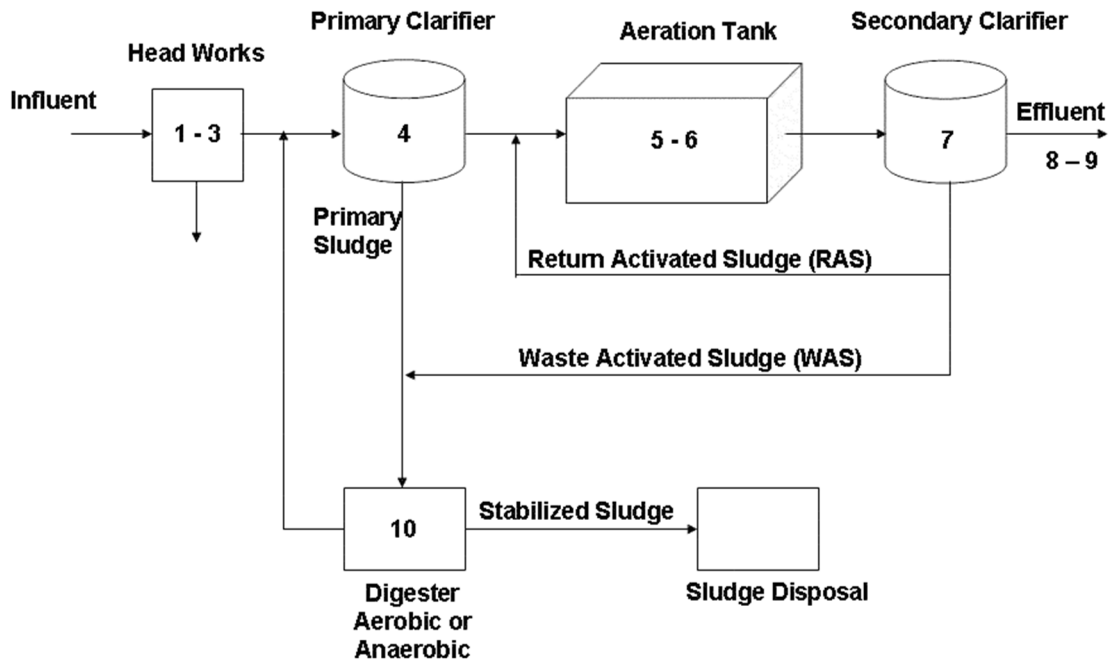 Primary Clarifier
Aeration Tank
Secondary Clarifier
Head Works
Influent
1 - 3
4
5 - 6
7
Effluent
8 – 9
Primary
Sludge
Return Activated Sludge (RAS)
Waste Activated Sludge (WAS)
10
Stabilized Sludge
Digester
Aerobic or
Anaerobic
Sludge Disposal